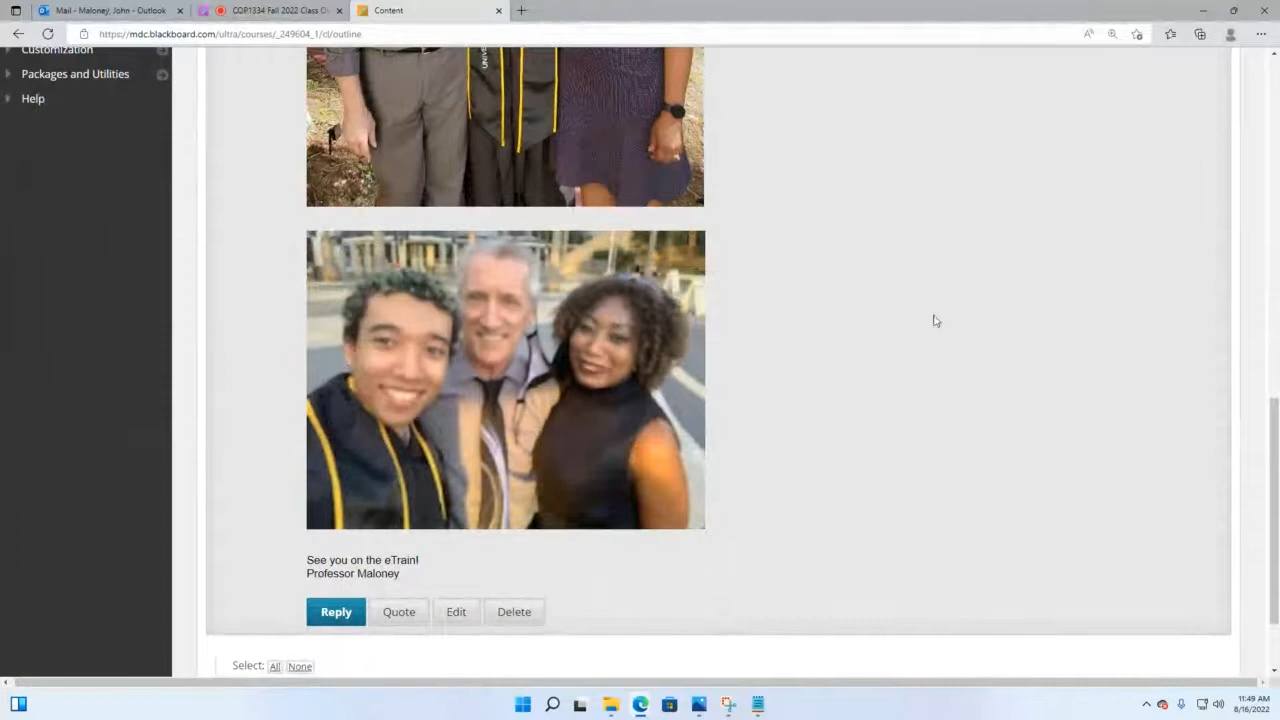 Mail - Maloney, John - Outlook
COP1334 Fall 2022 Class O
Content
https://mdc.blackboard.com/ultra/courses/_249604_1/cl/outline
Customization
Packages and Utilities
Help
UNIVE
See you on the eTrain!
Professor Maloney
Reply
Quote
Edit
Delete
Select: All None
11:49 AM
8/16/2022